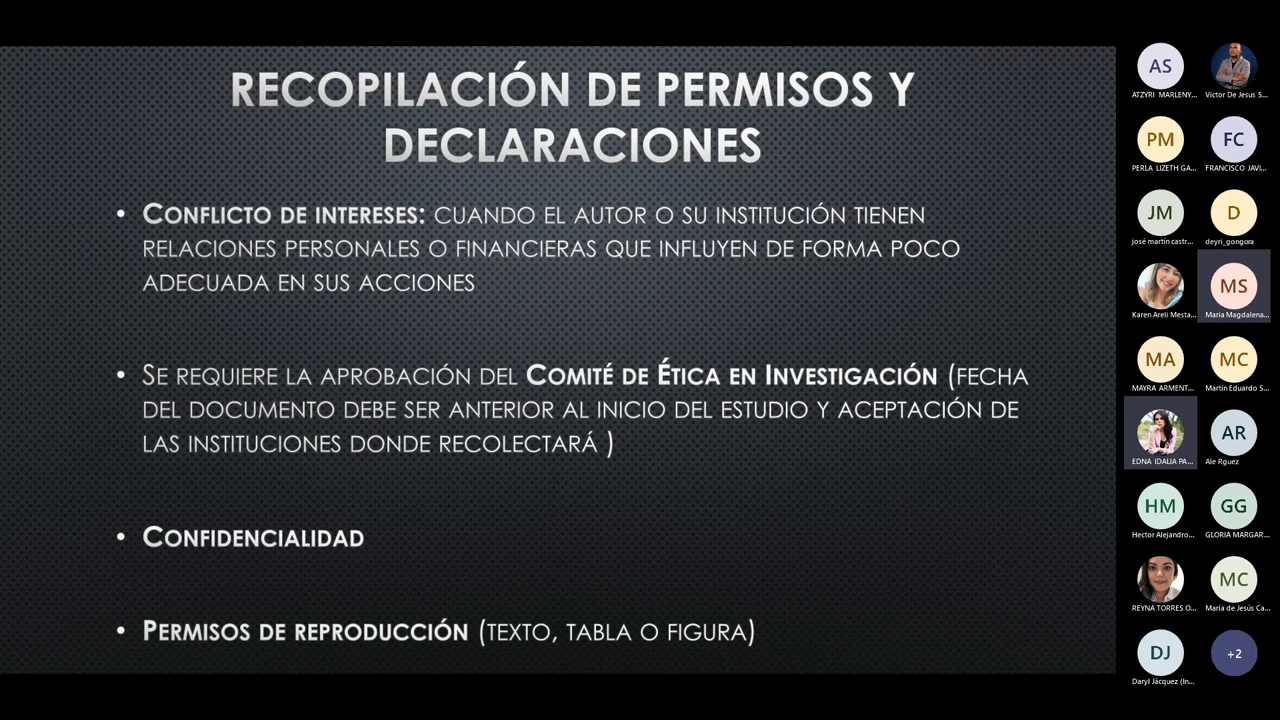 RECOPILACIÓN DE PERMISOS Y
DECLARACIONES
• CONFLICTO DE INTERESES: CUANDO EL AUTOR O SU INSTITUCIÓN TIENEN
RELACIONES PERSONALES O FINANCIERAS QUE INFLUYEN DE FORMA POCO
ADECUADA EN SUS ACCIONES
• SE REQUIERE LA APROBACIÓN DEL COMITÉ DE ÉTICA EN INVESTIGACIÓN (FECHA
DEL DOCUMENTO DEBE SER ANTERIOR AL INICIO DEL ESTUDIO Y ACEPTACIÓN DE
LAS INSTITUCIONES DONDE RECOLECTARÁ )
• CONFIDENCIALIDAD
• PERMISOS DE REPRODUCCIÓN (TEXTO, TABLA O FIGURA)
AS
ATZYRI MARLENY...
Victor De Jesus S...
PM
PERLA LIZETH GA...
FC
FRANCISCO JAVI...
JM
josé martín castr...
D
deyri_gongora
Karen Areli Mesta...
MS
Maria Magdalena...
MA
MAYRA ARMENT...
MC
Martín Eduardo S...
EDNA IDALIA PA...
AR
Ale Rguez
HM
Hector Alejandro...
GG
GLORIA MARGAR...
REYNA TORRES O...
MC
María de Jesús Ca...
DJ
Daryl Jácquez (In...
+2